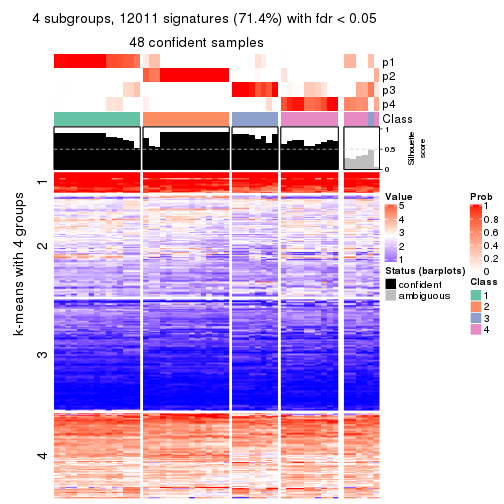 4 subgroups, 12011 signatures (71.4%) with fdr < 0.05
48 confident samples
p1
p2
p3
p4
Class
1
0.5
0
Silhouette
score
k-means with 4 groups
1
2
3
4
Value
5
4
3
2
1
Status (barplots)
confident
ambiguous
Prob
1
0.8
0.6
0.4
0.2
0
Class
1
2
3
4